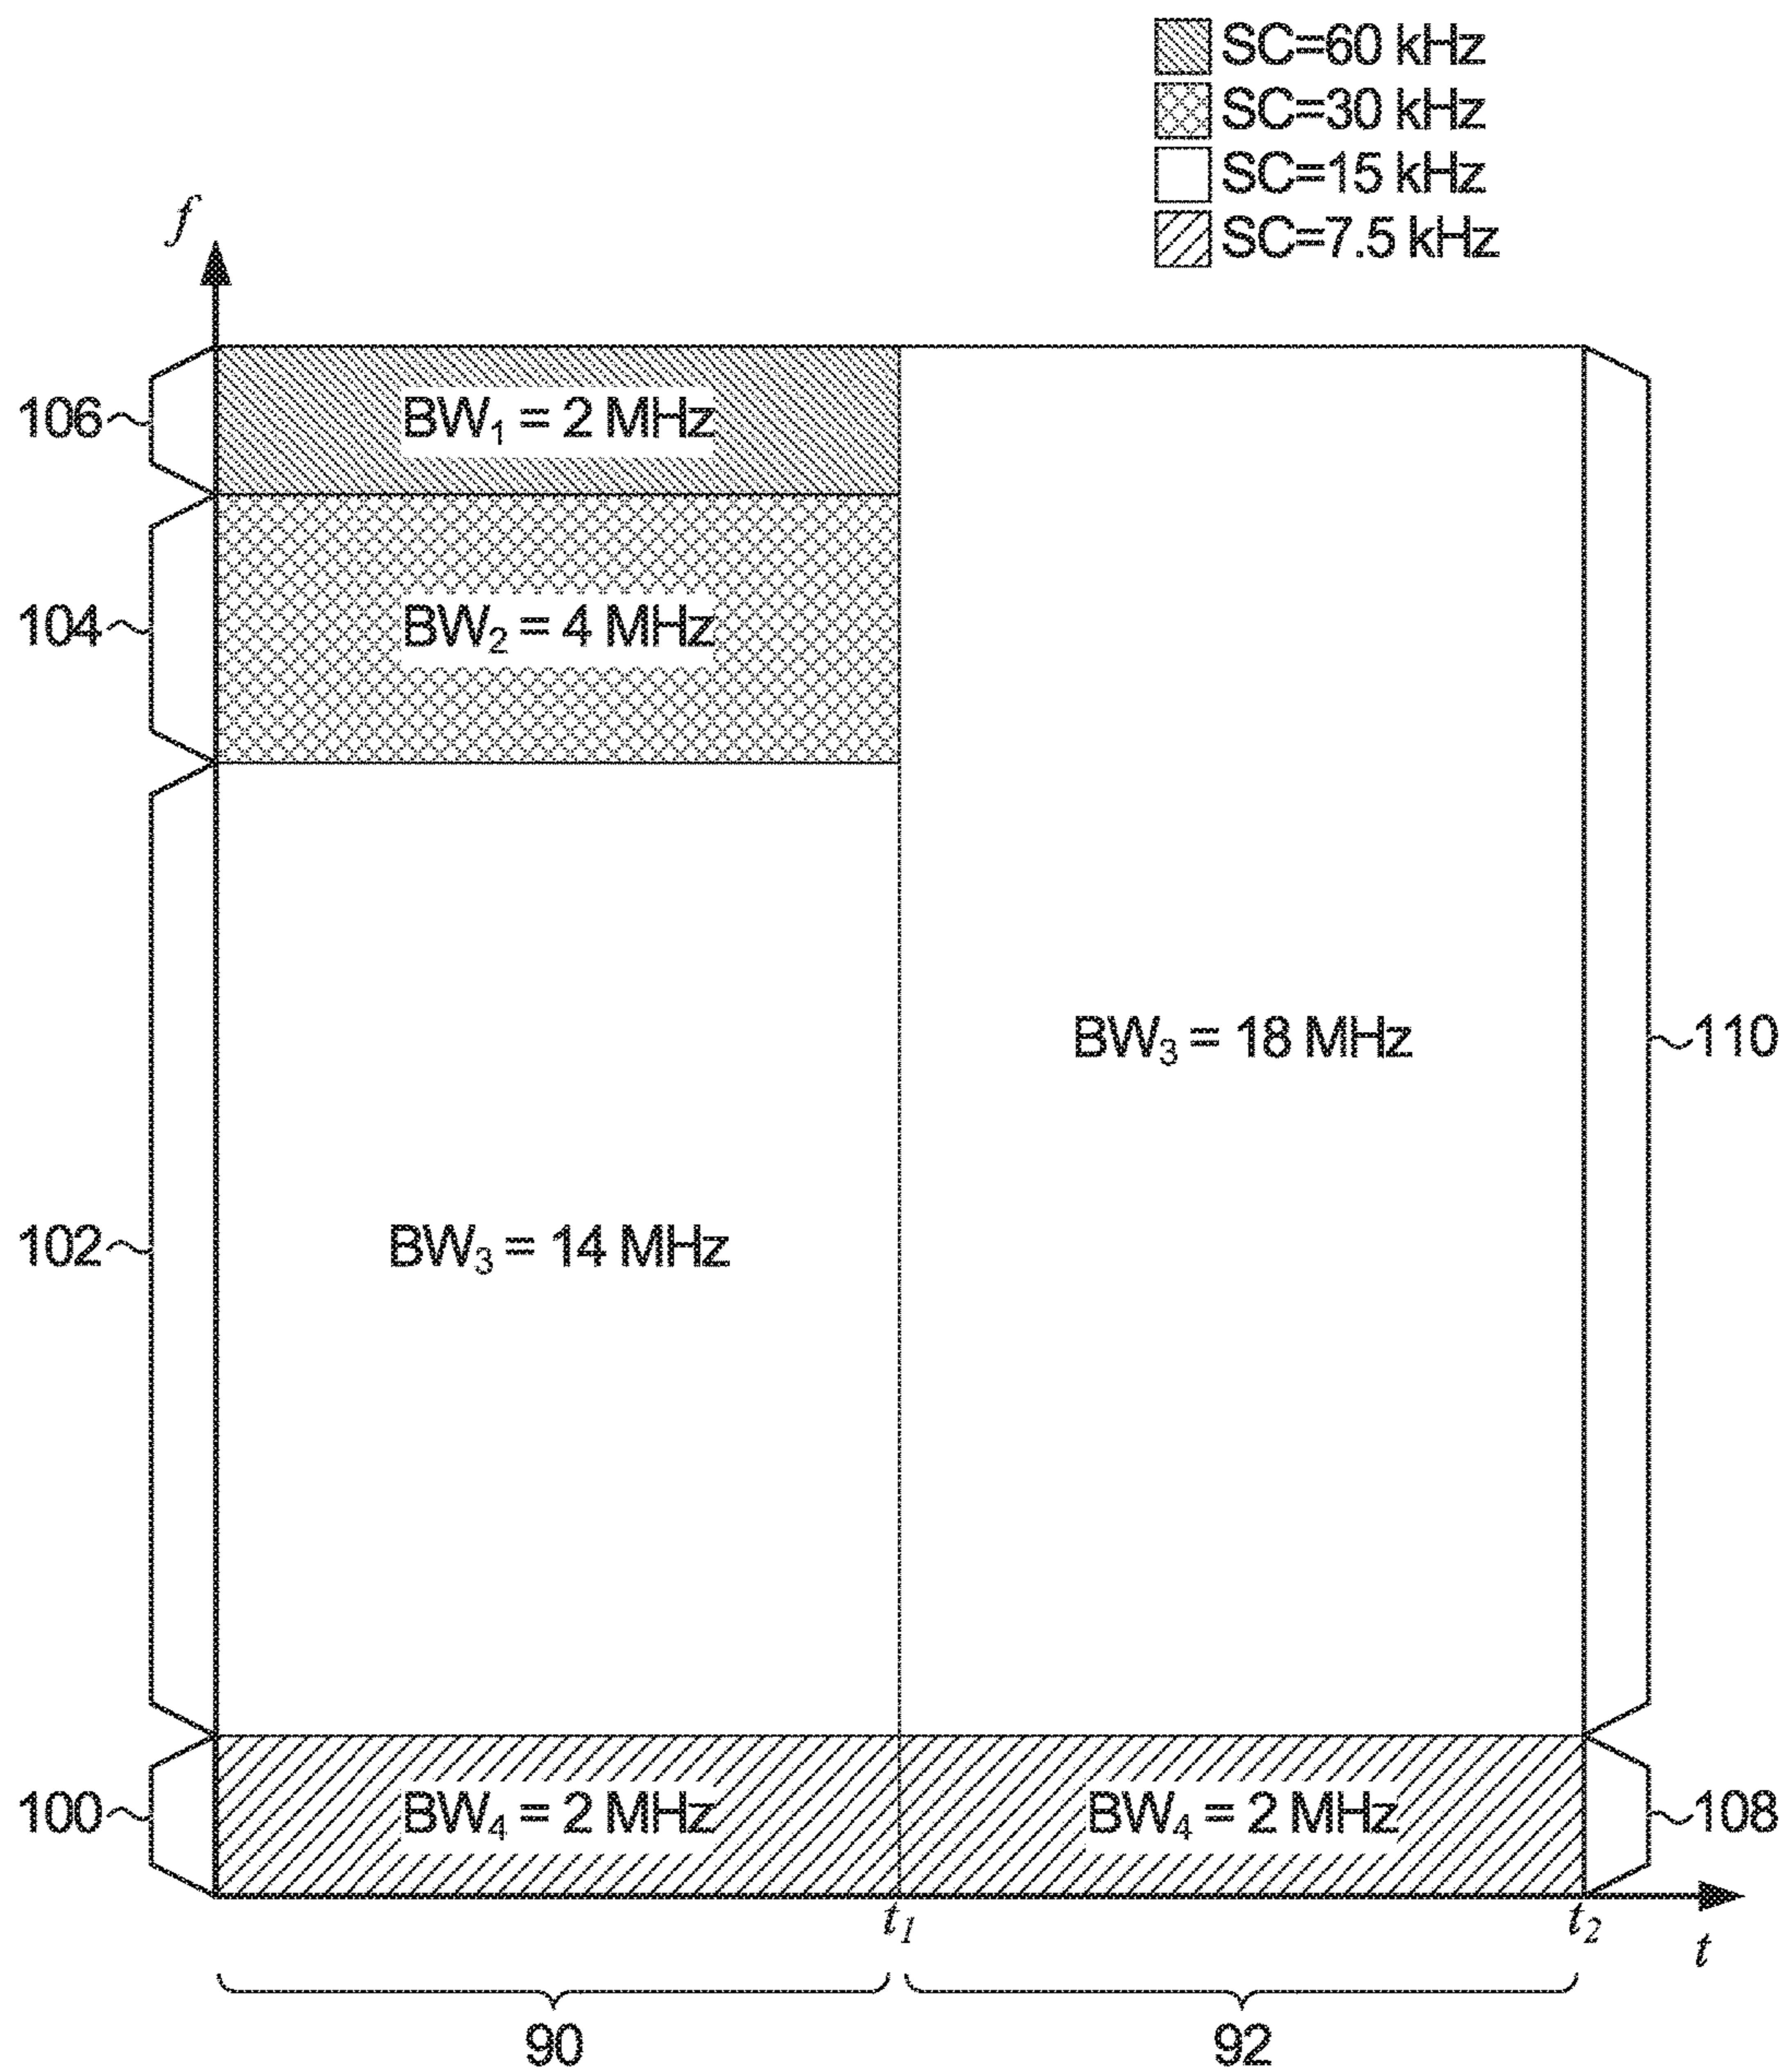 SC=60 kHz
SC=30 kHz
SC=15 kHz
SC=7.5 kHz
f
106
BW₁ = 2 MHz
104
BW₂ = 4 MHz
BW₃ = 18 MHz
110
102
BW₃ = 14 MHz
100
BW₄ = 2 MHz
BW₄ = 2 MHz
108
t₁
t₂
t
90
92